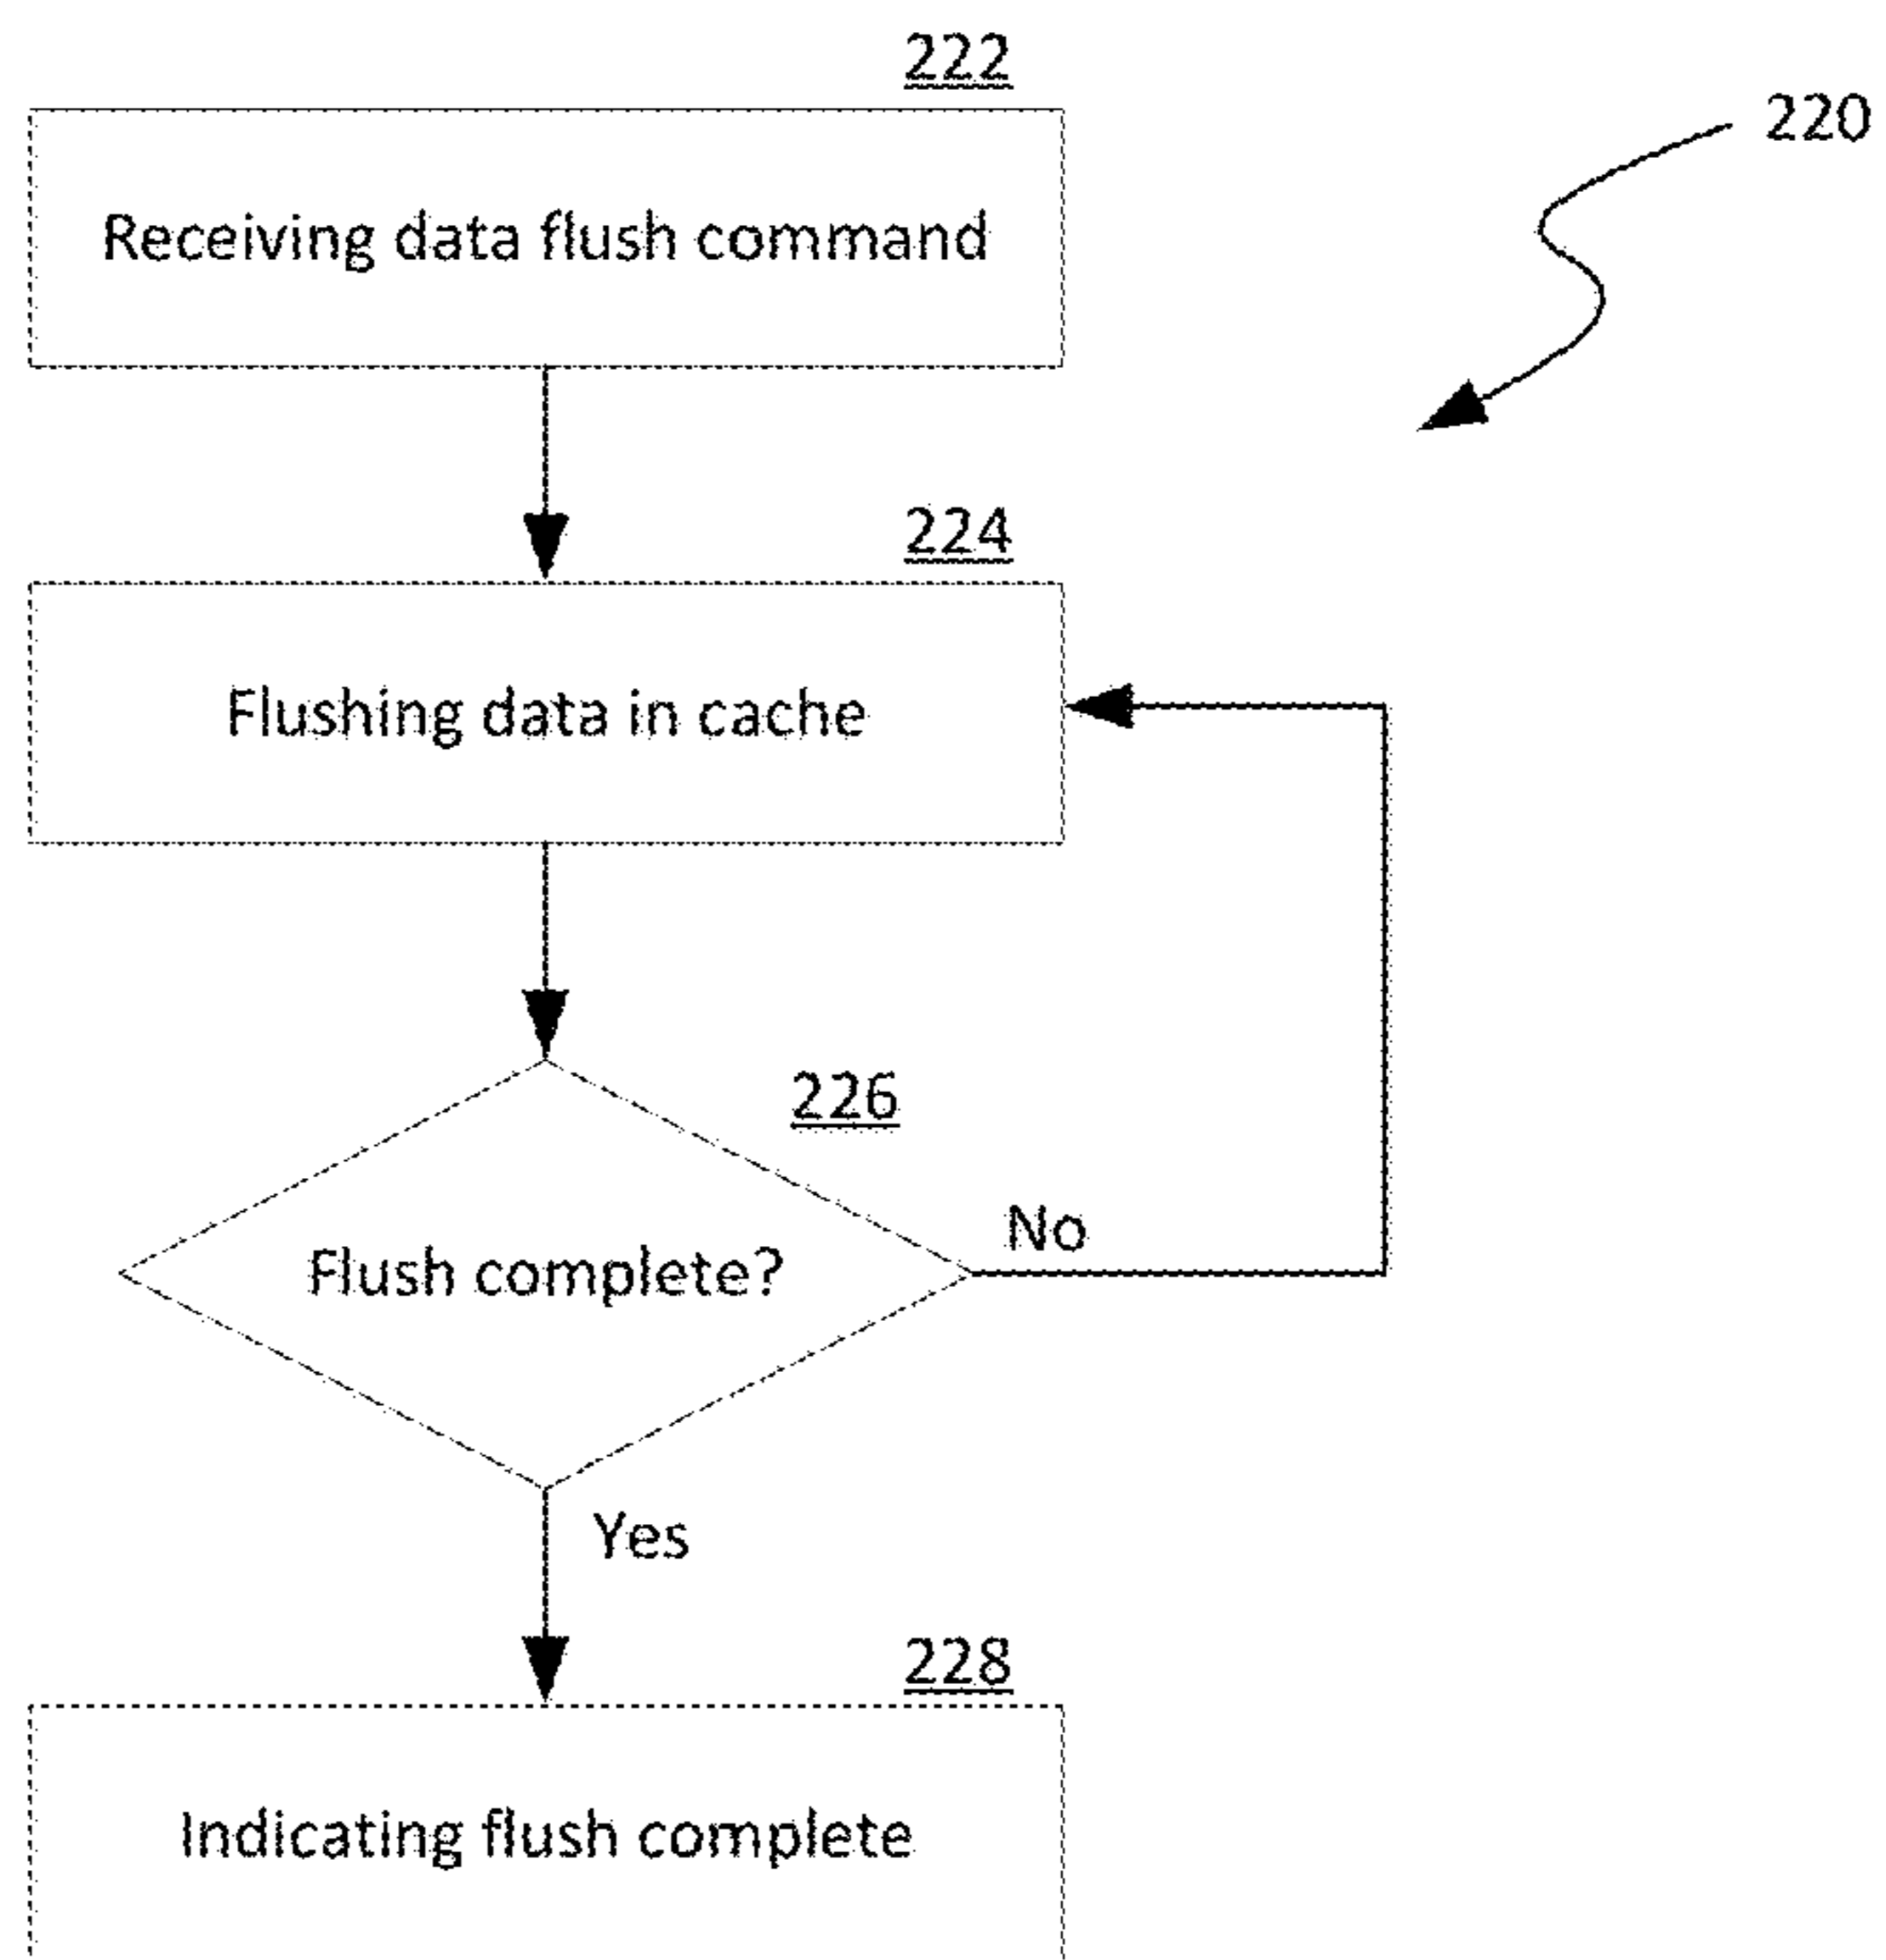 222
220
Receiving data flush command
224
Flushing data in cache
226
No
Flush complete?
Yes
228
Indicating flush complete